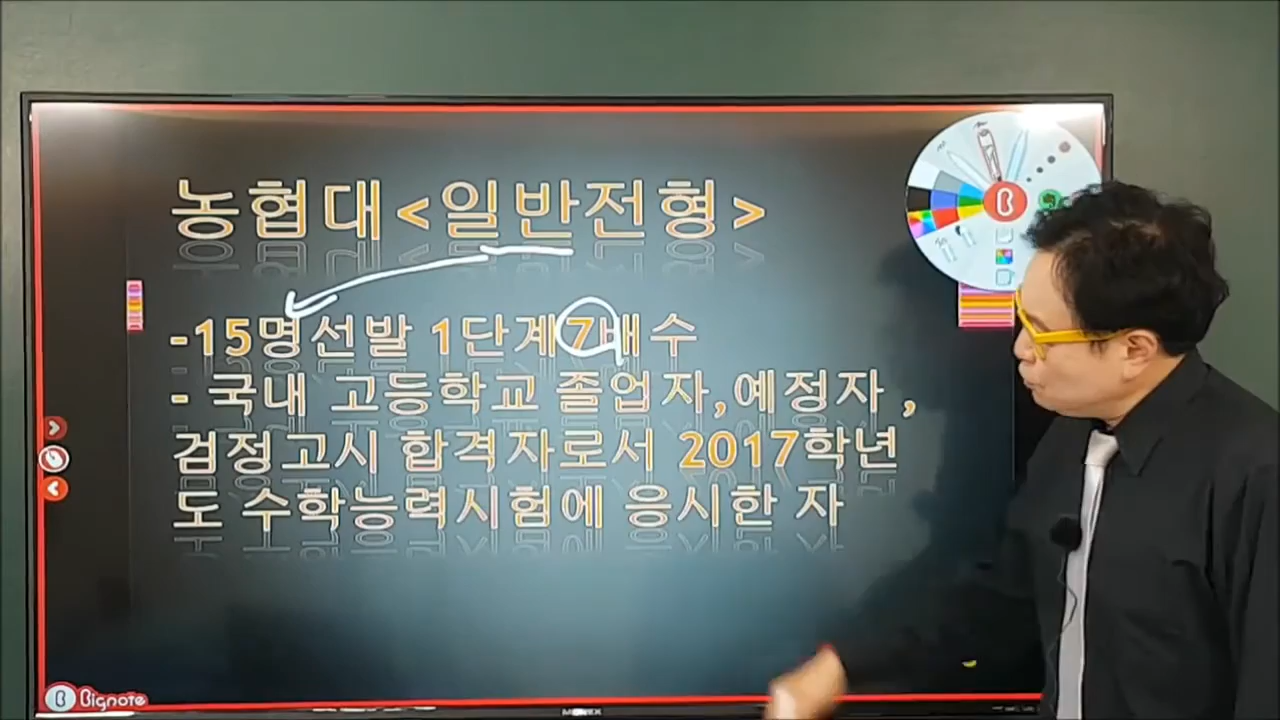 농협대 <일반전형>
-15명선발 1단계7배수
- 국내 고등학교 졸업자,예정자 ,
검정고시 합격자로서 2017학년
도 수학능력시험에 응시한 자
Bignote